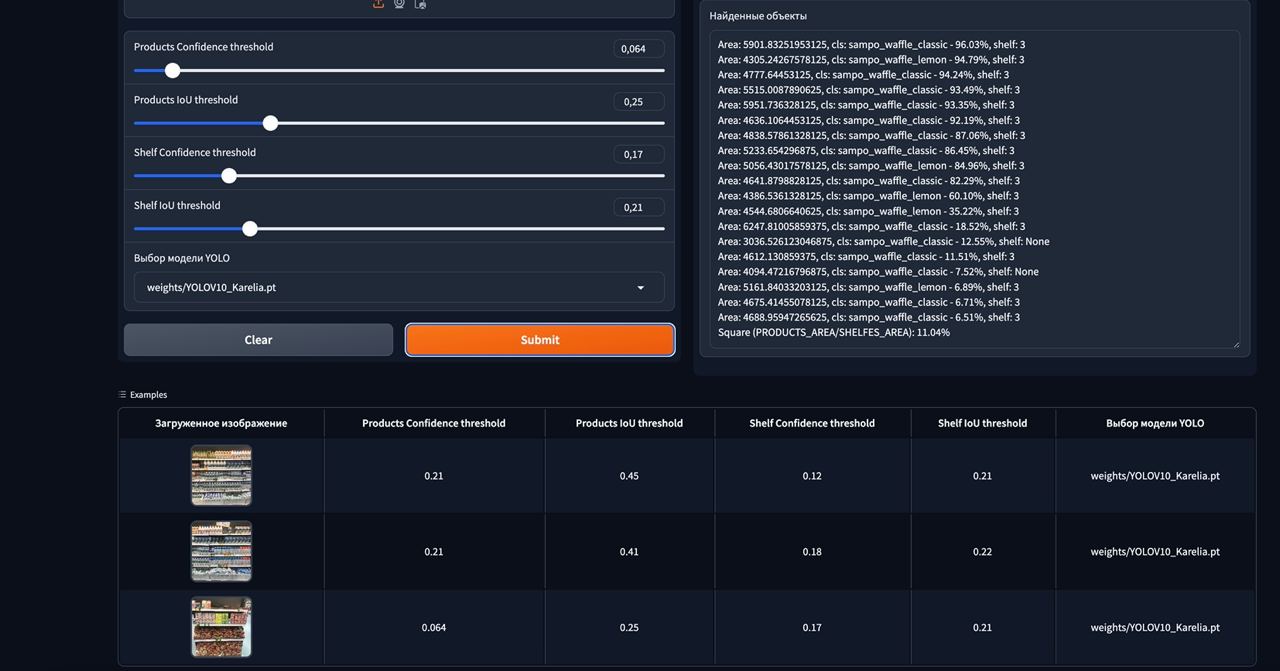 Products Confidence threshold
0,064
Products IoU threshold
0,25
Shelf Confidence threshold
0,17
Shelf IoU threshold
0,21
Выбор модели YOLO
weights/YOLOV10_Karelia.pt
Clear
Submit
Найденные объекты
Area: 5901.83251953125, cls: sampo_waffle_classic - 96.03%, shelf: 3
Area: 4305.24267578125, cls: sampo_waffle_lemon - 94.79%, shelf: 3
Area: 4777.64453125, cls: sampo_waffle_classic - 94.24%, shelf: 3
Area: 5515.0087890625, cls: sampo_waffle_classic - 93.49%, shelf: 3
Area: 5951.736328125, cls: sampo_waffle_classic - 93.35%, shelf: 3
Area: 4636.1064453125, cls: sampo_waffle_classic - 92.19%, shelf: 3
Area: 4838.57861328125, cls: sampo_waffle_classic - 87.06%, shelf: 3
Area: 5233.654296875, cls: sampo_waffle_classic - 86.45%, shelf: 3
Area: 5056.43017578125, cls: sampo_waffle_lemon - 84.96%, shelf: 3
Area: 4641.8798828125, cls: sampo_waffle_classic - 82.29%, shelf: 3
Area: 4386.5361328125, cls: sampo_waffle_lemon - 60.10%, shelf: 3
Area: 4544.6806640625, cls: sampo_waffle_lemon - 35.22%, shelf: 3
Area: 6247.81005859375, cls: sampo_waffle_classic - 18.52%, shelf: 3
Area: 3036.526123046875, cls: sampo_waffle_classic - 12.55%, shelf: None
Area: 4612.130859375, cls: sampo_waffle_classic - 11.51%, shelf: 3
Area: 4094.47216796875, cls: sampo_waffle_classic - 7.52%, shelf: None
Area: 5161.84033203125, cls: sampo_waffle_lemon - 6.89%, shelf: 3
Area: 4675.41455078125, cls: sampo_waffle_classic - 6.71%, shelf: 3
Area: 4688.95947265625, cls: sampo_waffle_classic - 6.51%, shelf: 3
Square (PRODUCTS_AREA/SHELFES_AREA): 11.04%
Examples
Загруженное изображение Products Confidence threshold Products IoU threshold Shelf Confidence threshold Shelf IoU threshold Выбор модели YOLO
0.21 0.45 0.12 0.21 weights/YOLOV10_Karelia.pt
0.21 0.41 0.18 0.22 weights/YOLOV10_Karelia.pt
0.064 0.25 0.17 0.21 weights/YOLOV10_Karelia.pt